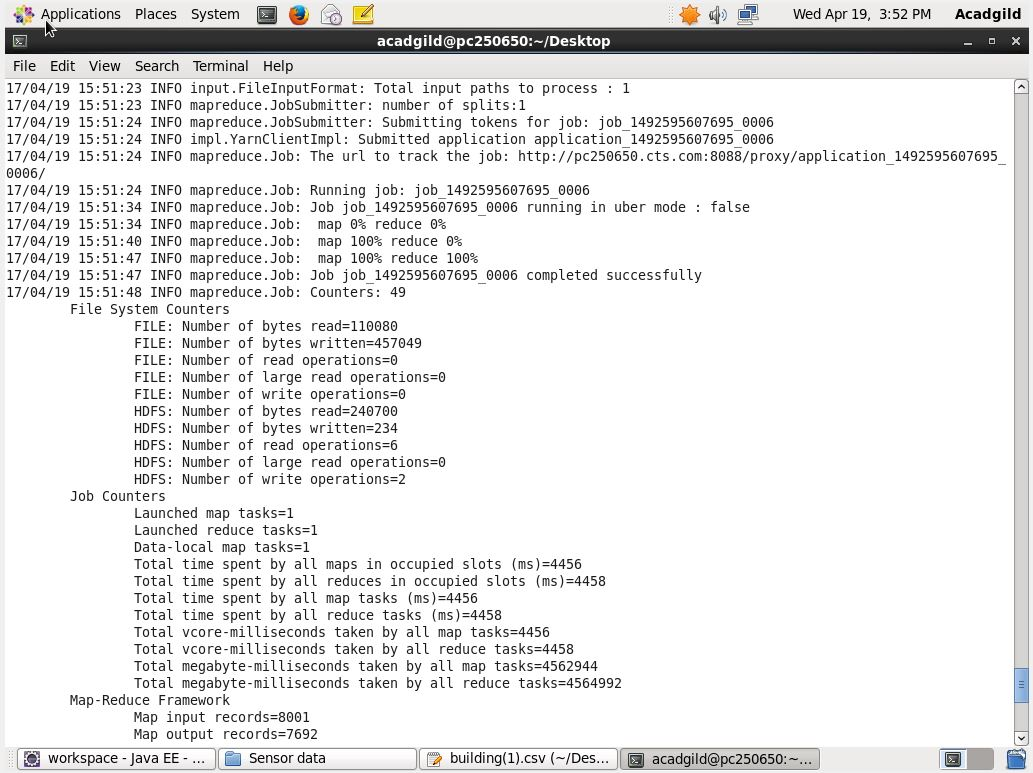 Applications Places System Wed Apr 19, 3:52 PM Acadgild
acadgild@pc250650:~/Desktop
File Edit View Search Terminal Help
17/04/19 15:51:23 INFO input.FileInputFormat: Total input paths to process : 1
17/04/19 15:51:23 INFO mapreduce.JobSubmitter: number of splits:1
17/04/19 15:51:24 INFO mapreduce.JobSubmitter: Submitting tokens for job: job_1492595607695_0006
17/04/19 15:51:24 INFO impl.YarnClientImpl: Submitted application application_1492595607695_0006
17/04/19 15:51:24 INFO mapreduce.Job: The url to track the job: http://pc250650.cts.com:8088/proxy/application_1492595607695_
0006/
17/04/19 15:51:24 INFO mapreduce.Job: Running job: job_1492595607695_0006
17/04/19 15:51:34 INFO mapreduce.Job: Job job_1492595607695_0006 running in uber mode : false
17/04/19 15:51:34 INFO mapreduce.Job:  map 0% reduce 0%
17/04/19 15:51:40 INFO mapreduce.Job:  map 100% reduce 0%
17/04/19 15:51:47 INFO mapreduce.Job:  map 100% reduce 100%
17/04/19 15:51:47 INFO mapreduce.Job: Job job_1492595607695_0006 completed successfully
17/04/19 15:51:48 INFO mapreduce.Job: Counters: 49
File System Counters
FILE: Number of bytes read=110080
FILE: Number of bytes written=457049
FILE: Number of read operations=0
FILE: Number of large read operations=0
FILE: Number of write operations=0
HDFS: Number of bytes read=240700
HDFS: Number of bytes written=234
HDFS: Number of read operations=6
HDFS: Number of large read operations=0
HDFS: Number of write operations=2
Job Counters
Launched map tasks=1
Launched reduce tasks=1
Data-local map tasks=1
Total time spent by all maps in occupied slots (ms)=4456
Total time spent by all reduces in occupied slots (ms)=4458
Total time spent by all map tasks (ms)=4456
Total time spent by all reduce tasks (ms)=4458
Total vcore-milliseconds taken by all map tasks=4456
Total vcore-milliseconds taken by all reduce tasks=4458
Total megabyte-milliseconds taken by all map tasks=4562944
Total megabyte-milliseconds taken by all reduce tasks=4564992
Map-Reduce Framework
Map input records=8001
Map output records=7692
workspace - Java EE - ... Sensor data building(1).csv (~/Des... acadgild@pc250650:~...